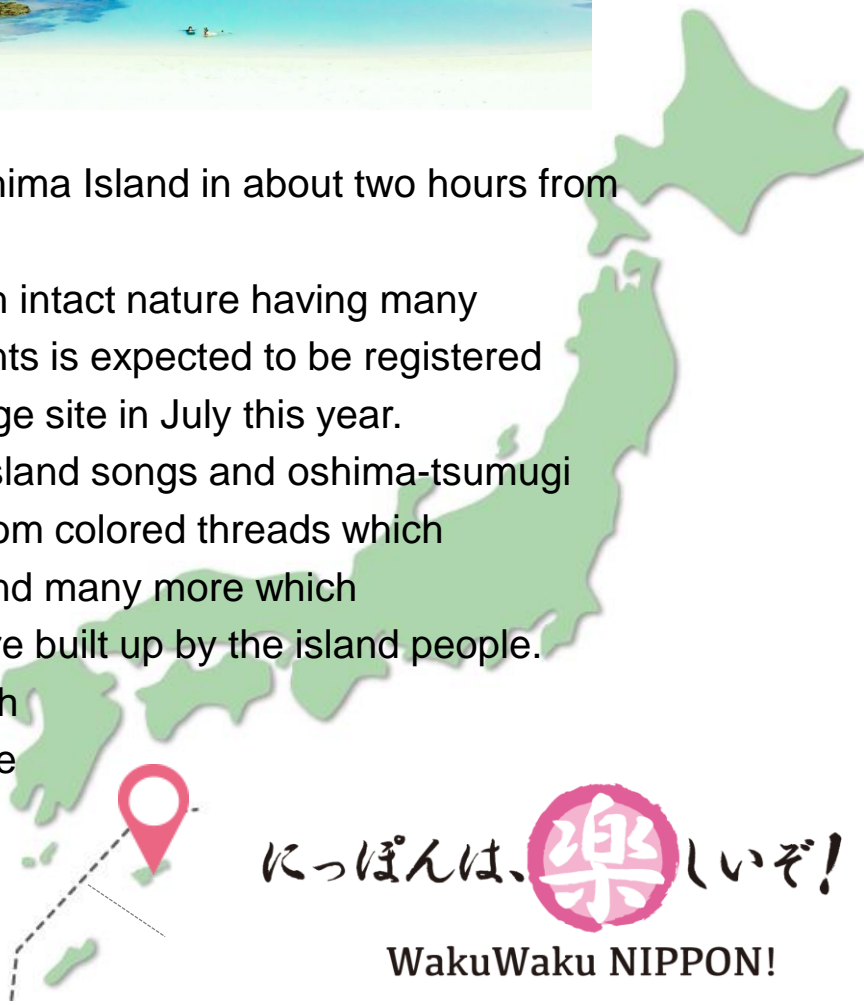 hima Island in about two hours from
n intact nature having many
nts is expected to be registered
ge site in July this year.
sland songs and oshima-tsumugi
om colored threads which
nd many more which
e built up by the island people.
h
e
にっぽんは、楽しいぞ!
WakuWaku NIPPON!